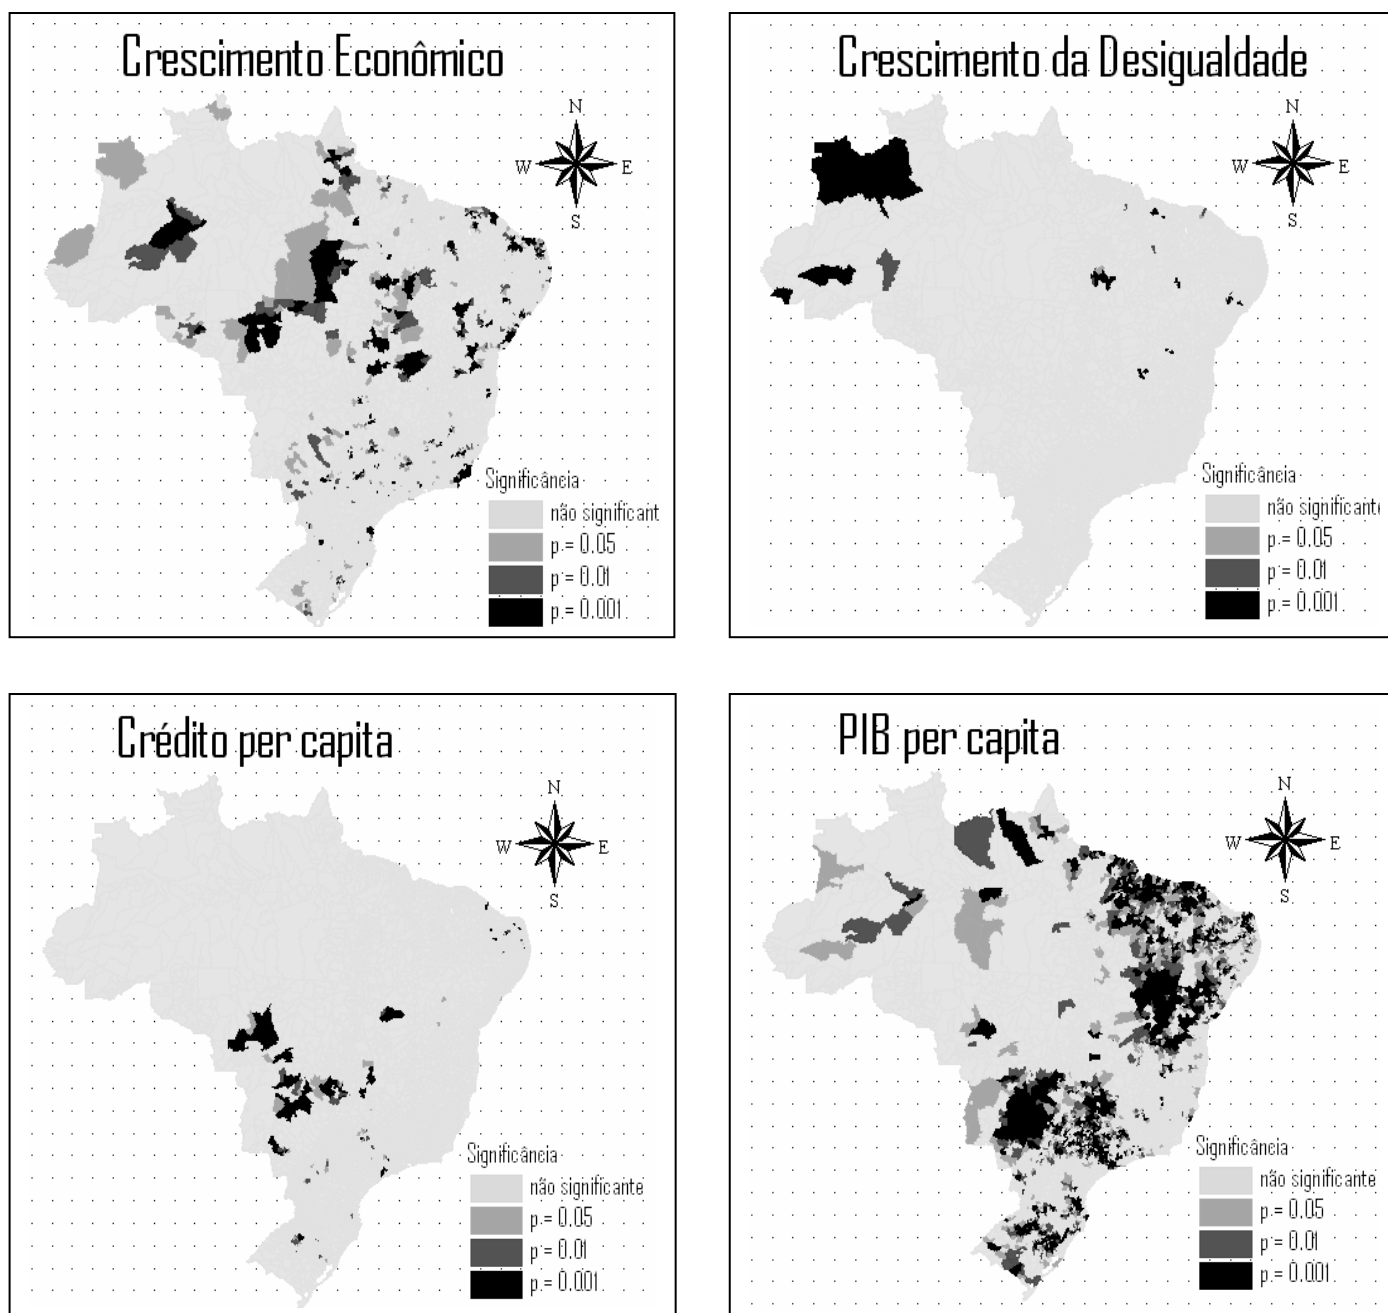 Crescimento Econômico
N
W
E
S
Significância
não significant
p = 0.05
p = 0.01
p = 0.001
Crescimento da Desigualdade
N
W
E
S
Significância
não significante
p = 0.05
p = 0.01
p = 0.001
Crédito per capita
N
W
E
S
Significância
não significante
p = 0.05
p = 0.01
p = 0.001
PIB per capita
N
W
E
S
Significância
não significante
p = 0.05
p = 0.01
p = 0.001